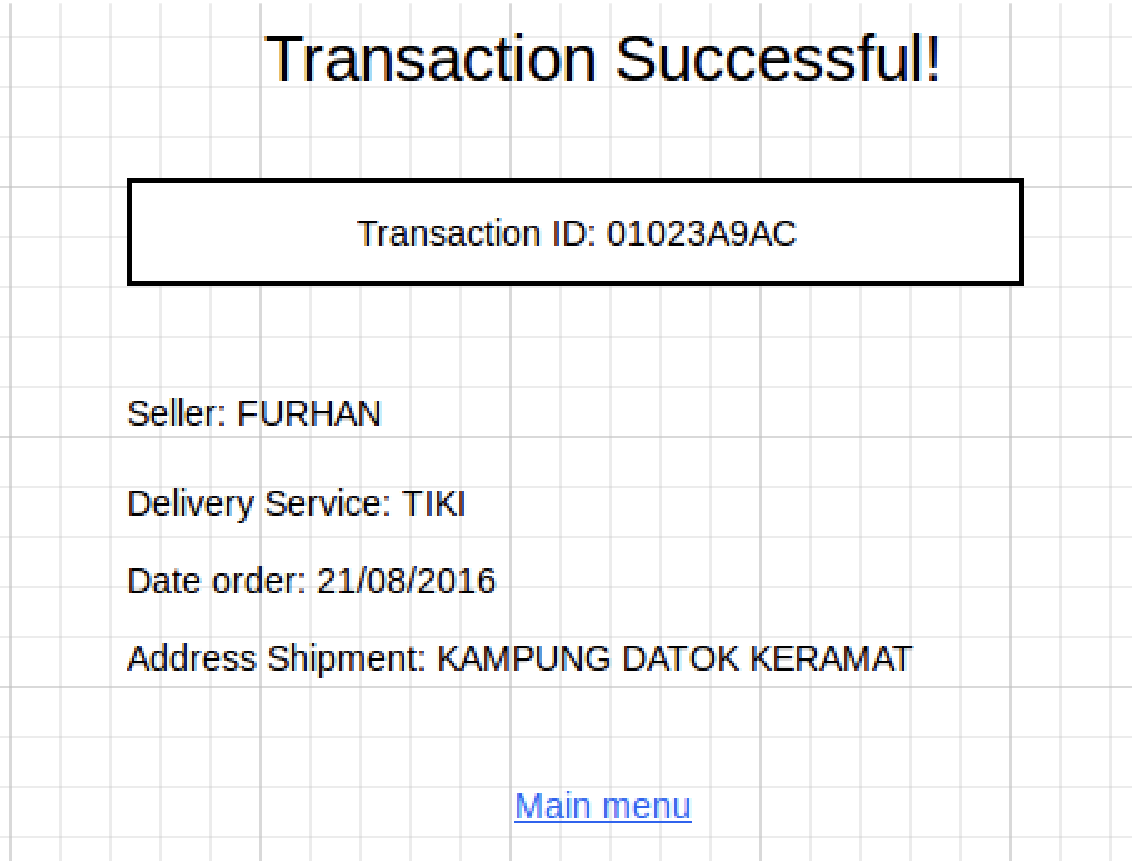 Transaction Successful!
Transaction ID: 01023A9AC
Seller: FURHAN
Delivery Service: TIKI
Date order: 21/08/2016
Address Shipment: KAMPUNG DATOK KERAMAT
Main menu